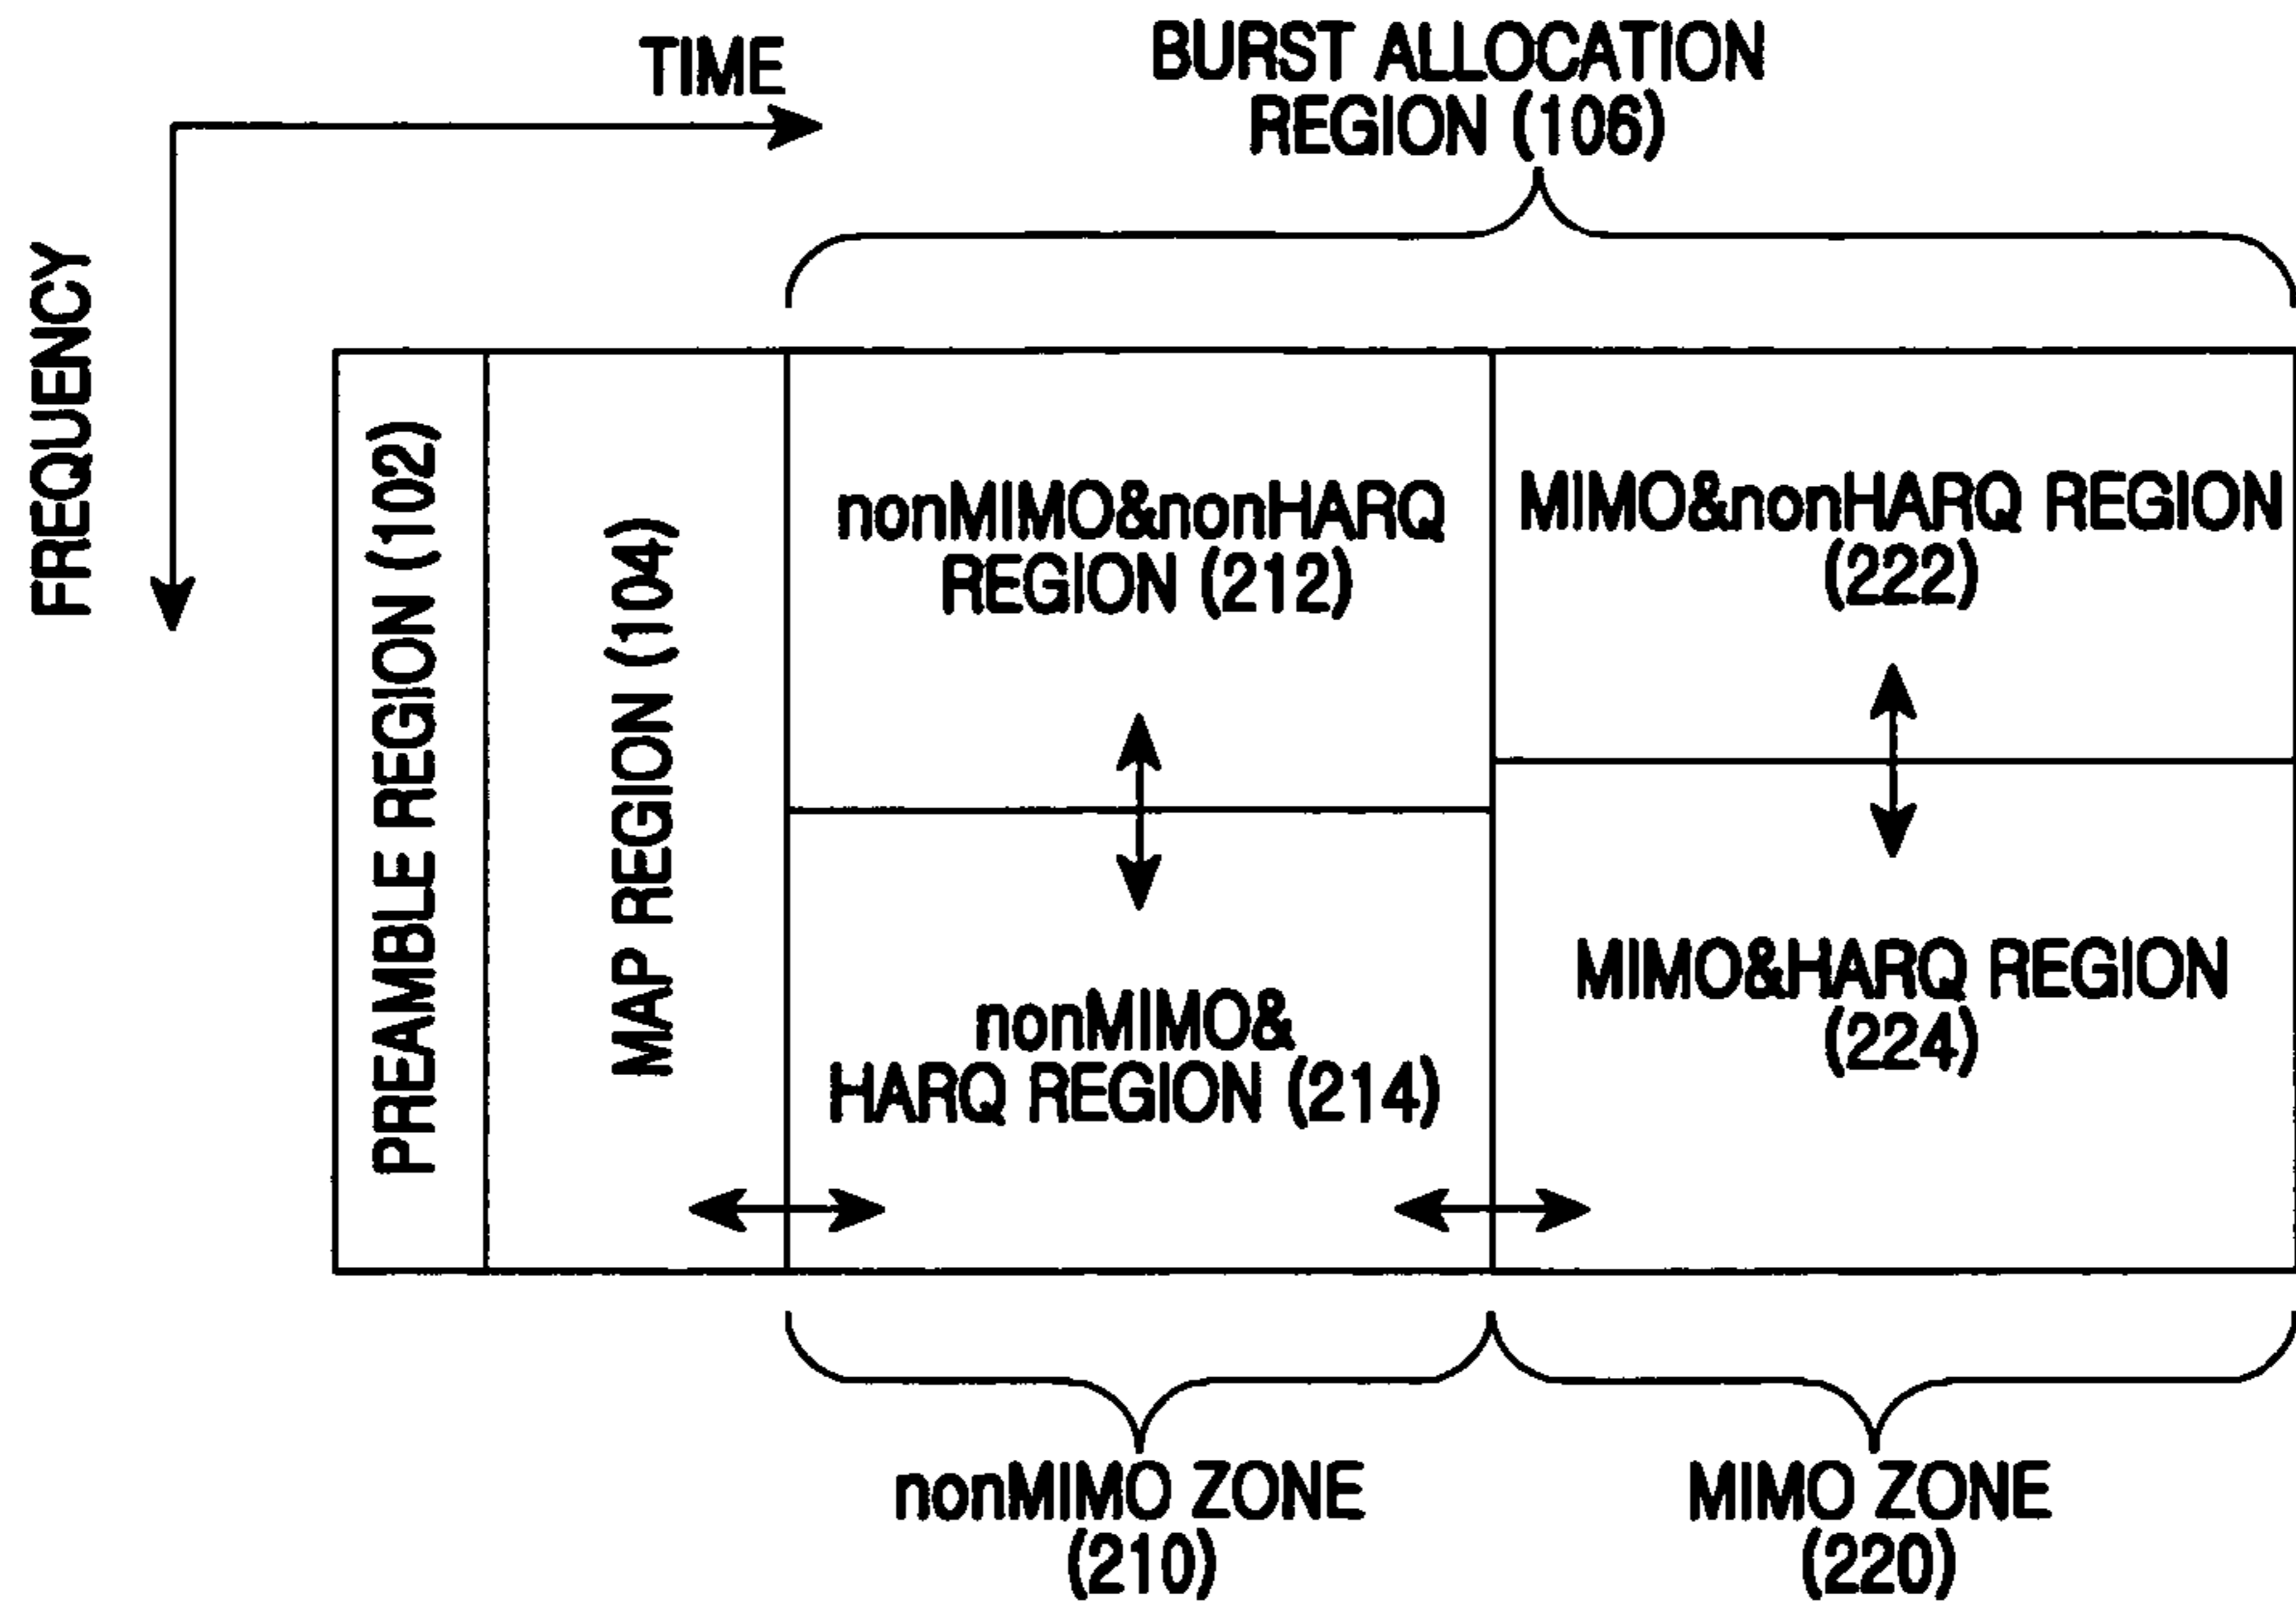 TIME
BURST ALLOCATION
REGION (106)
FREQUENCY
PREAMBLE REGION (102)
MAP REGION (104)
nonMIMO&nonHARQ
REGION (212)
MIMO&nonHARQ REGION
(222)
nonMIMO&
HARQ REGION (214)
MIMO&HARQ REGION
(224)
nonMIMO ZONE
(210)
MIMO ZONE
(220)